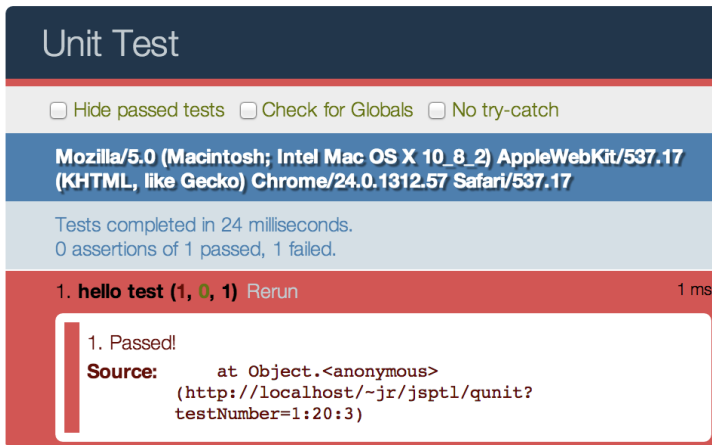 Unit Test
Hide passed tests Check for Globals No try-catch
Mozilla/5.0 (Macintosh; Intel Mac OS X 10_8_2) AppleWebKit/537.17
(KHTML, like Gecko) Chrome/24.0.1312.57 Safari/537.17
Tests completed in 24 milliseconds.
0 assertions of 1 passed, 1 failed.
1. hello test (1, 0, 1) Rerun 1 ms
1. Passed!
Source: at Object.<anonymous>
(http://localhost/~jr/jsptl/qunit?
testNumber=1:20:3)